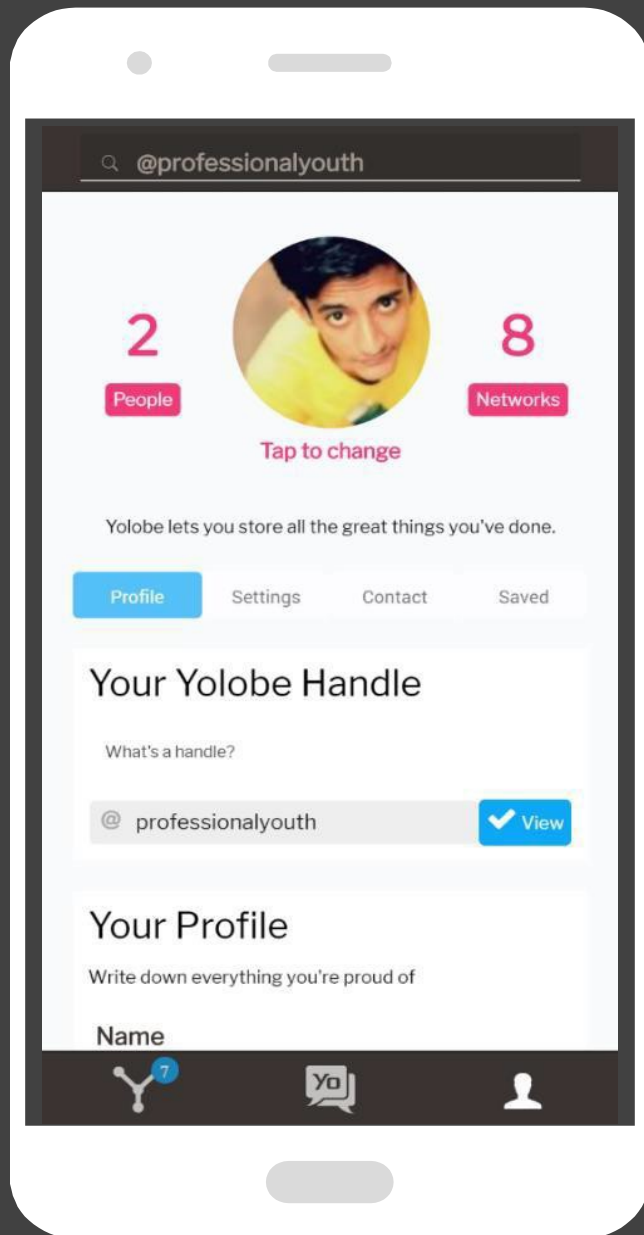 @professionalyouth
2
8
People
Networks
Tap to change
Yolobe lets you store all the great things you've done.
Profile Settings Contact Saved
Your Yolobe Handle
What's a handle?
@ professionalyouth View
Your Profile
Write down everything you're proud of
Name
7
Yo